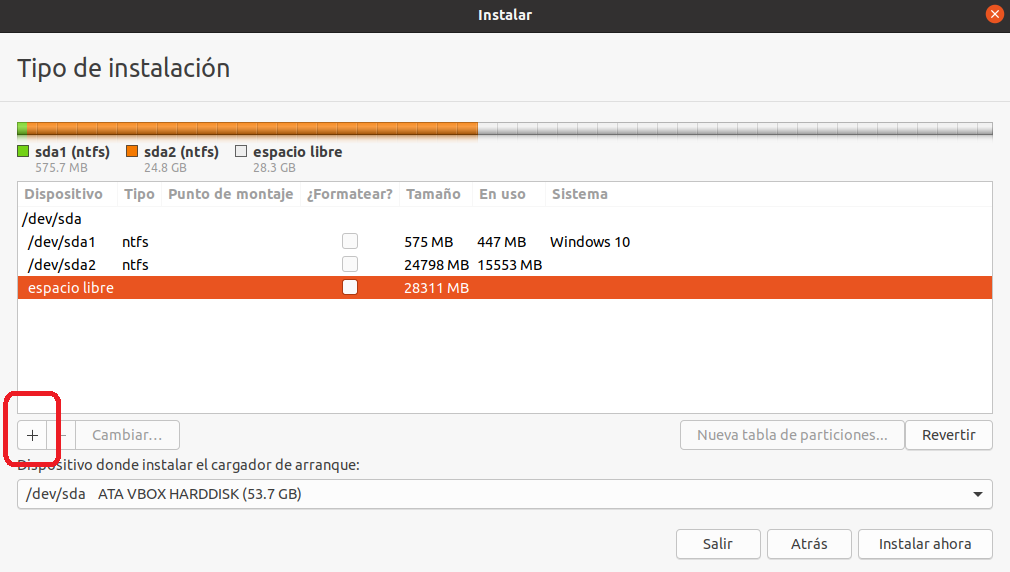 Instalar
Tipo de instalación
sda1 (ntfs) sda2 (ntfs) espacio libre
575.7 MB 24.8 GB 28.3 GB
Dispositivo Tipo Punto de montaje ¿Formatear? Tamaño En uso Sistema
/dev/sda
/dev/sda1 ntfs 575 MB 447 MB Windows 10
/dev/sda2 ntfs 24798 MB 15553 MB
espacio libre 28311 MB
+ - Cambiar... Nueva tabla de particiones... Revertir
Dispositivo donde instalar el cargador de arranque:
/dev/sda ATA VBOX HARDDISK (53.7 GB)
Salir Atrás Instalar ahora